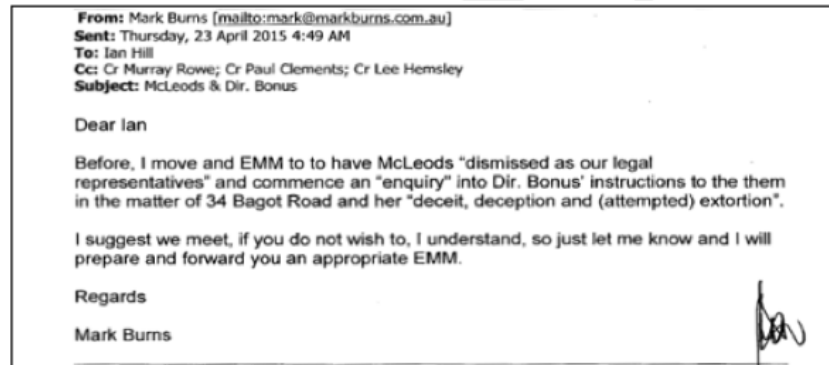 From: Mark Burns [mailto:mark@markburns.com.au]
Sent: Thursday, 23 April 2015 4:49 AM
To: Ian Hill
Cc: Cr Murray Rowe; Cr Paul Clements; Cr Lee Hemsley
Subject: McLeods & Dir. Bonus
Dear Ian
Before, I move and EMM to to have McLeods "dismissed as our legal
representatives" and commence an "enquiry" into Dir. Bonus' instructions to the them
in the matter of 34 Bagot Road and her "deceit, deception and (attempted) extortion".
I suggest we meet, if you do not wish to, I understand, so just let me know and I will
prepare and forward you an appropriate EMM.
Regards
Mark Burns